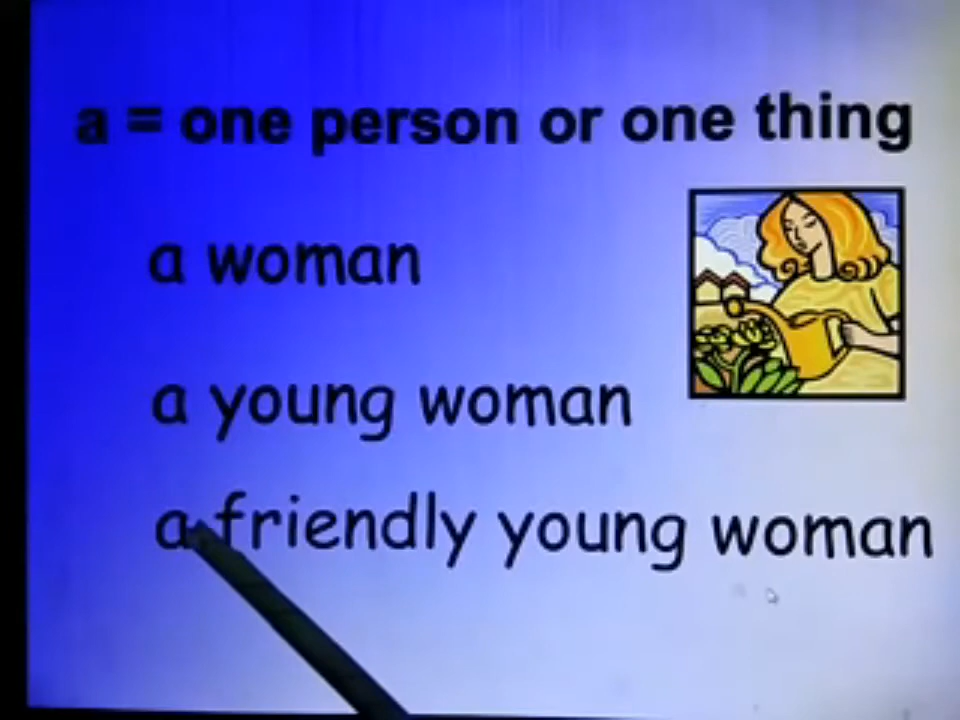 a = one person or one thing
a woman
a young woman
a friendly young woman